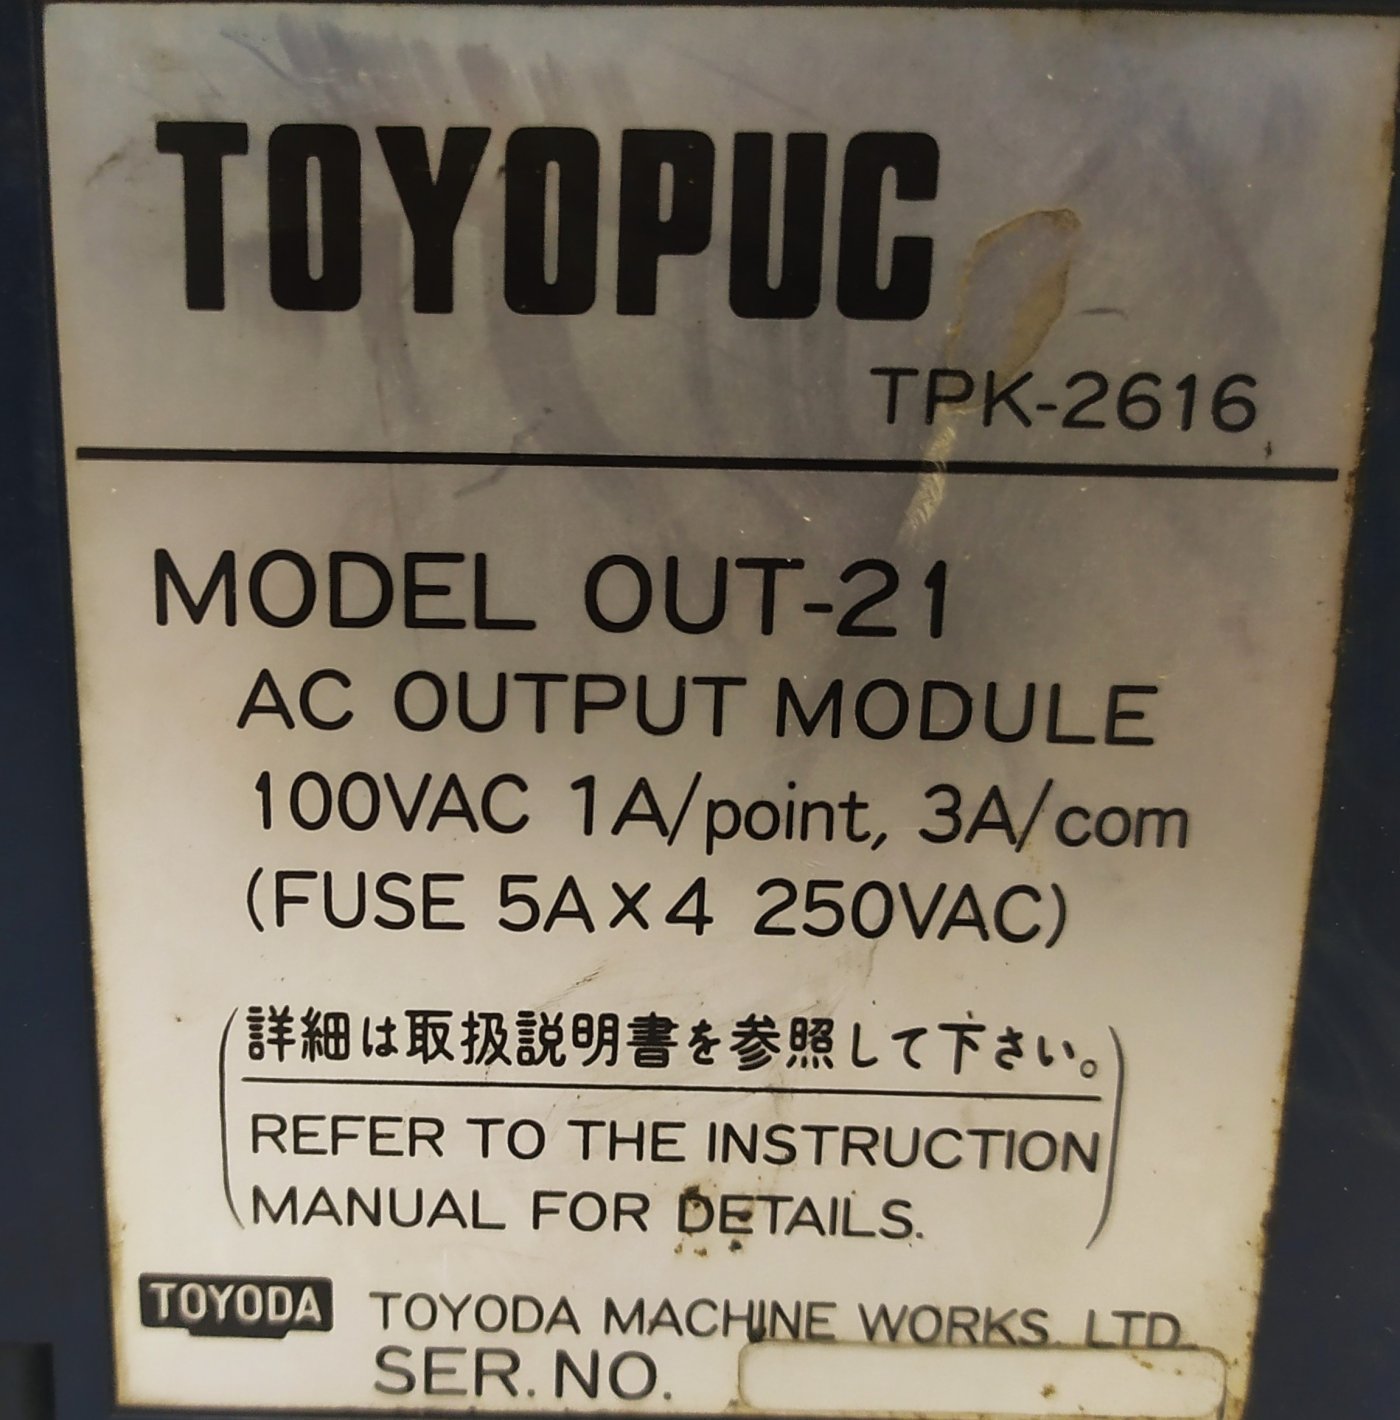 TOYOPUC
TPK-2616
MODEL OUT-21
AC OUTPUT MODULE
100VAC 1A/point, 3A/com
(FUSE 5A×4 250VAC)
(詳細は取扱説明書を参照して下さい。
REFER TO THE INSTRUCTION
MANUAL FOR DETAILS.)
TOYODA TOYODA MACHINE WORKS. LTD.
SER. NO.